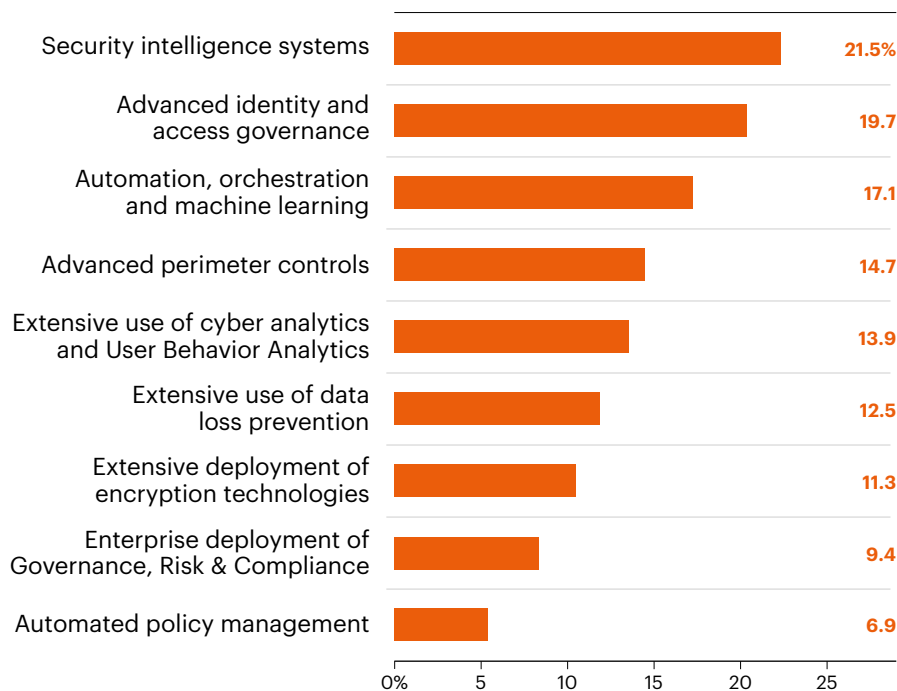 Security intelligence systems
21.5%
Advanced identity and
access governance
19.7
Automation, orchestration
and machine learning
17.1
Advanced perimeter controls
14.7
Extensive use of cyber analytics
and User Behavior Analytics
13.9
Extensive use of data
loss prevention
12.5
Extensive deployment of
encryption technologies
11.3
Enterprise deployment of
Governance, Risk & Compliance
9.4
Automated policy management
6.9
0% 5 10 15 20 25